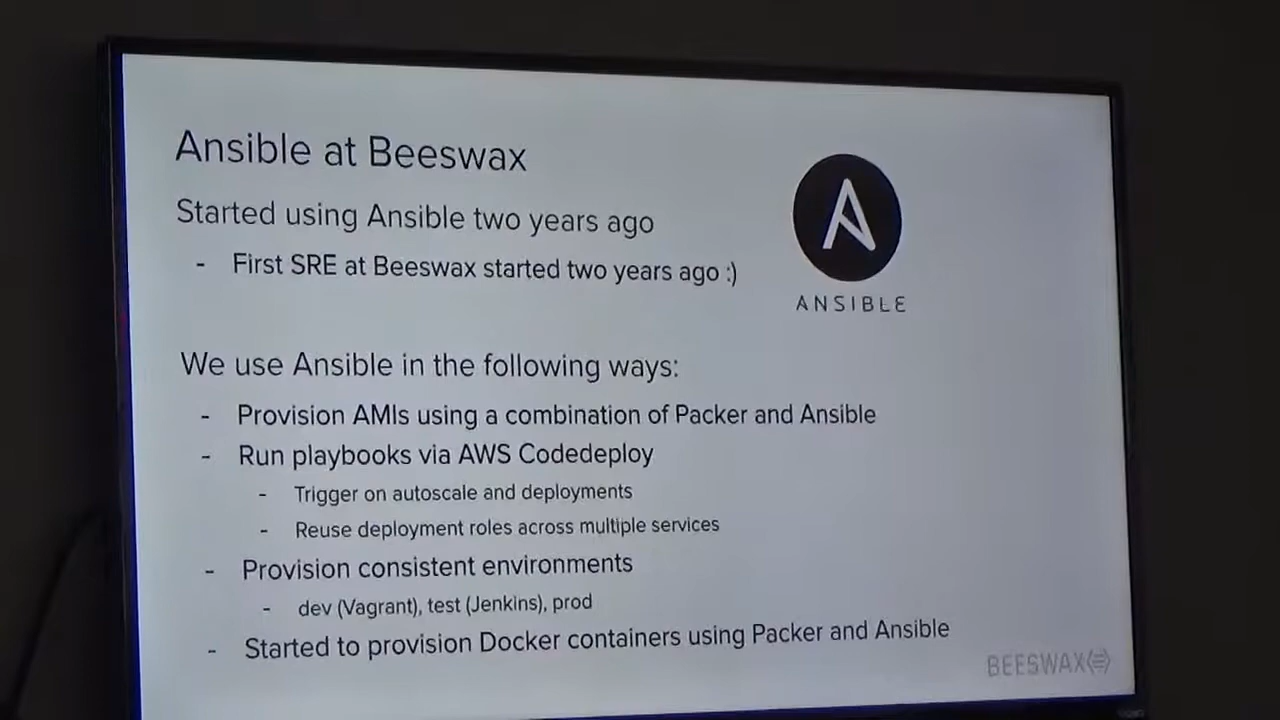 Ansible at Beeswax
Started using Ansible two years ago
- First SRE at Beeswax started two years ago :)
ANSIBLE
We use Ansible in the following ways:
- Provision AMIs using a combination of Packer and Ansible
- Run playbooks via AWS Codedeploy
- Trigger on autoscale and deployments
- Reuse deployment roles across multiple services
- Provision consistent environments
- dev (Vagrant), test (Jenkins), prod
- Started to provision Docker containers using Packer and Ansible
BEESWAX